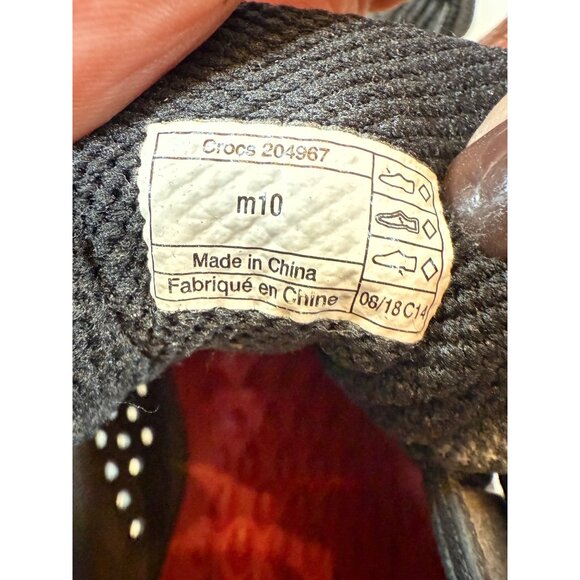 Crocs 204967
m10
Made in China
Fabriqué en Chine
08/18 C14